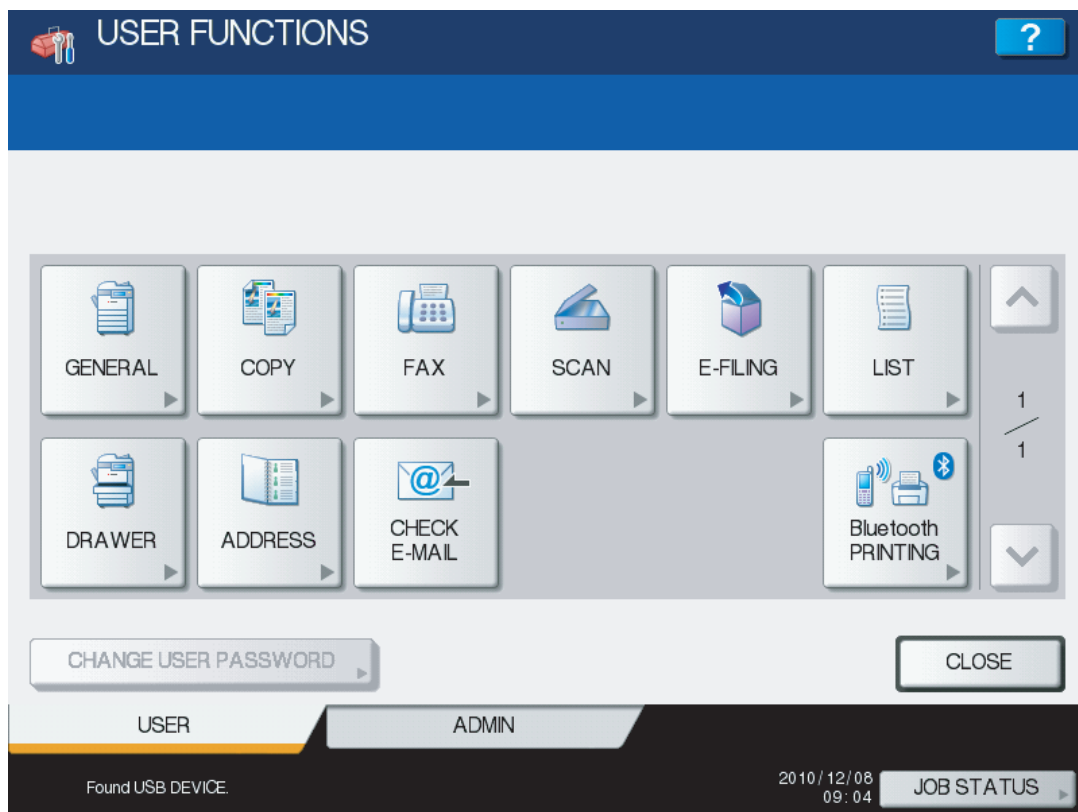 USER FUNCTIONS
?
GENERAL
COPY
FAX
SCAN
E-FILING
LIST
1
1
DRAWER
ADDRESS
@
CHECK
E-MAIL
Bluetooth
PRINTING
CHANGE USER PASSWORD
CLOSE
USER
ADMIN
Found USB DEVICE.
2010/12/08
09:04
JOB STATUS